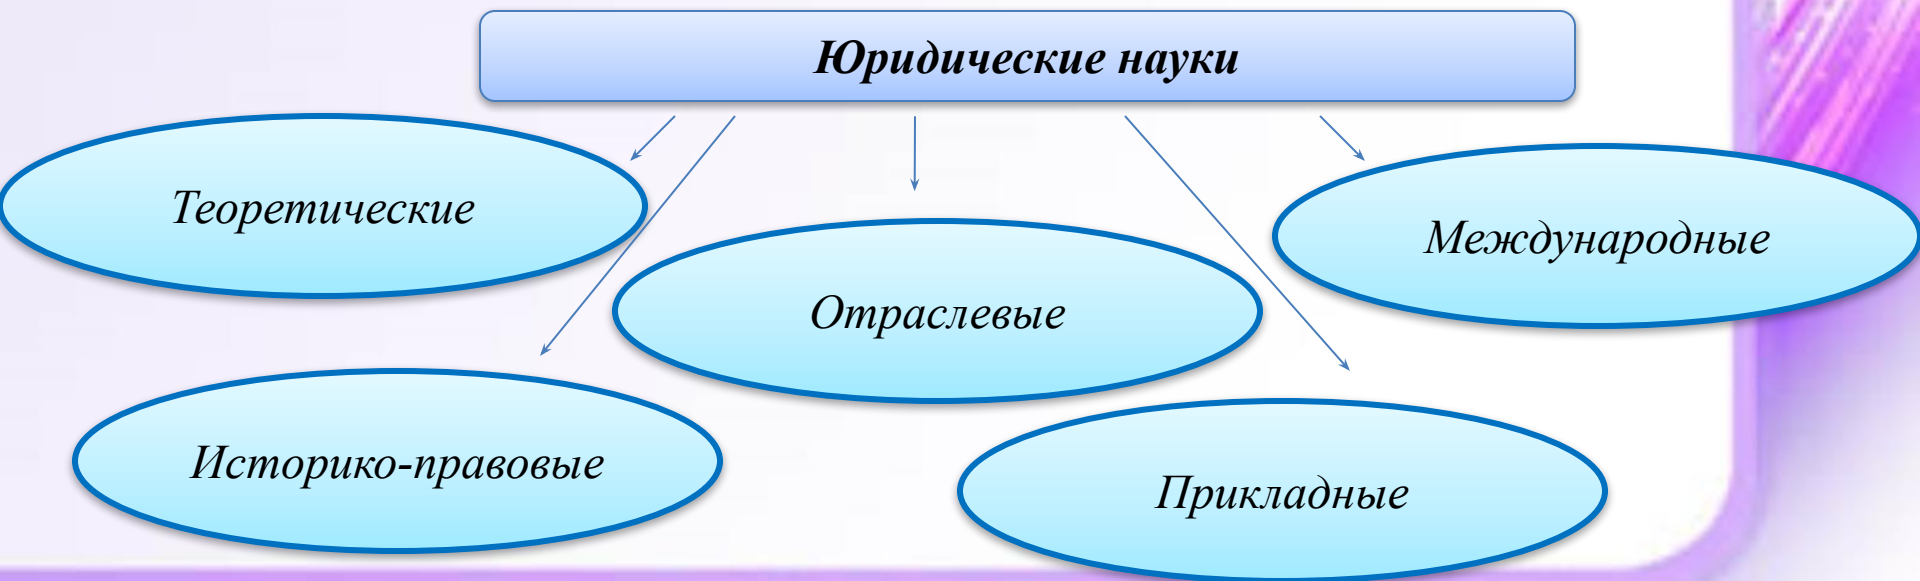 Юридические науки
Теоретические
Международные
Отраслевые
Историко-правовые
Прикладные